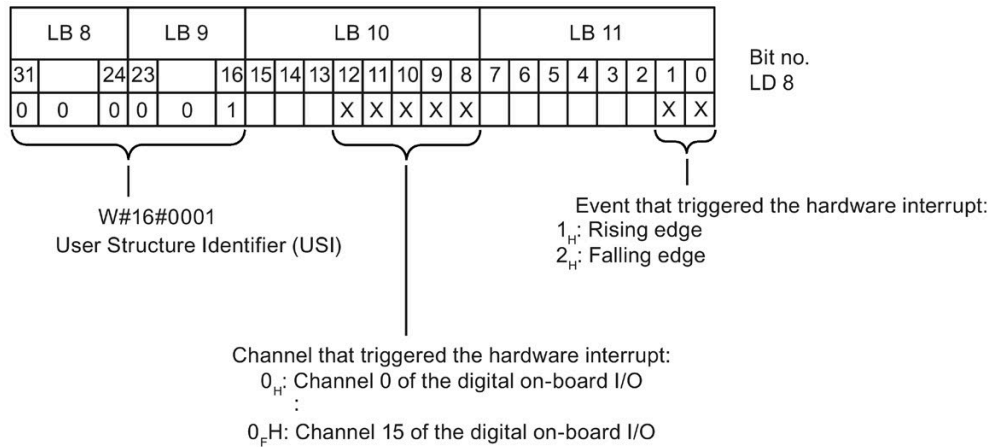 LB 8 LB 9 LB 10 LB 11
Bit no.
31 24 23 16 15 14 13 12 11 10 9 8 7 6 5 4 3 2 1 0
LD 8
0 0 0 0 0 1 X X X X X X X
W#16#0001
User Structure Identifier (USI)
Event that triggered the hardware interrupt:
1H: Rising edge
2H: Falling edge
Channel that triggered the hardware interrupt:
0H: Channel 0 of the digital on-board I/O
:
0FH: Channel 15 of the digital on-board I/O